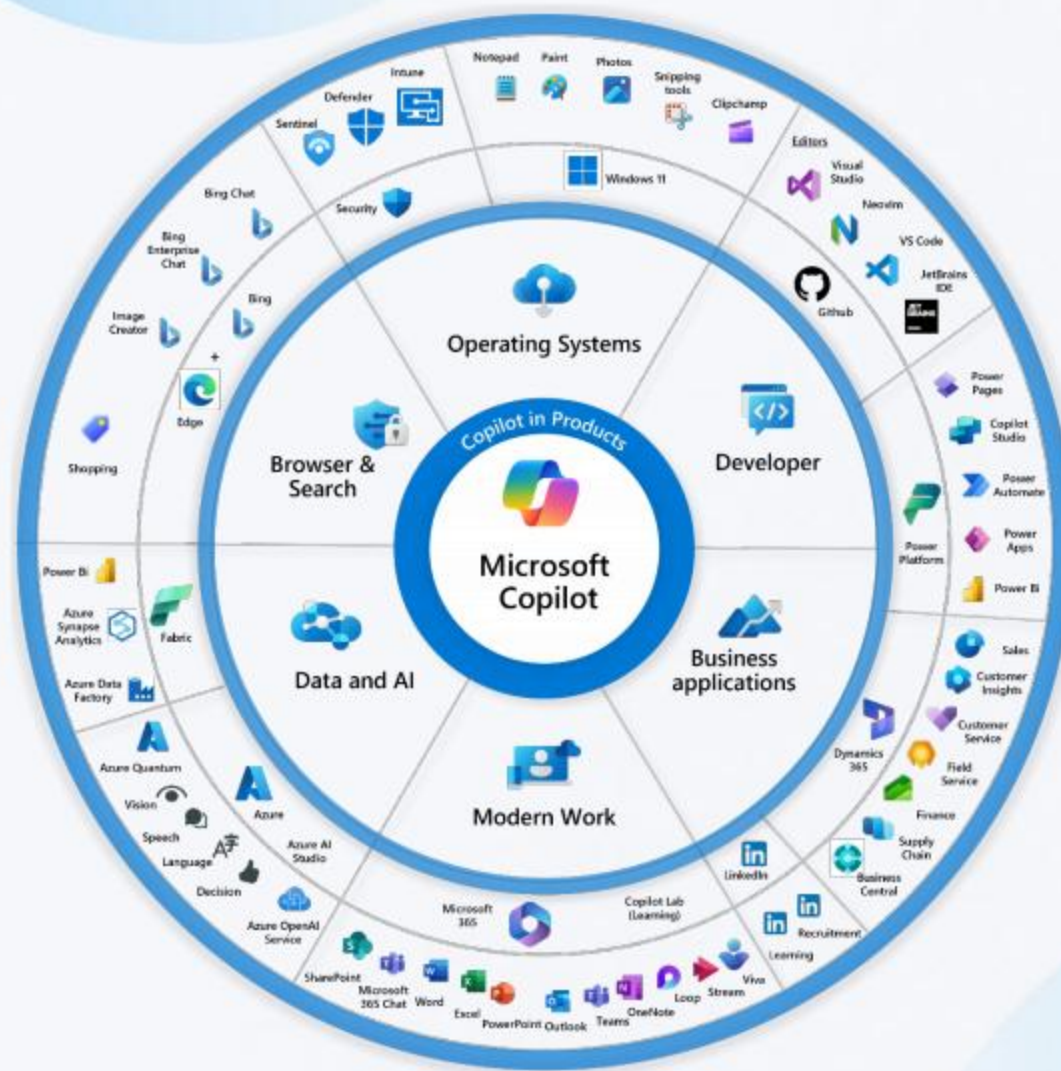 Notepad
Paint
Photos
Snipping
tools
Clipchamp
Windows 11
Intune
Defender
Sentinel
Security
Editors
Visual
Studio
Neovim
VS Code
JetBrains
IDE
JET
BRAINS
Github
Bing Chat
Bing
Enterprise
Chat
Image
Creator
Bing
+
Edge
Shopping
Operating Systems
Developer
Browser &
Search
Copilot in Products
Microsoft
Copilot
Data and AI
Business
applications
Modern Work
Power
Pages
Copilot
Studio
Power
Automate
Power
Apps
Power Bi
Power
Platform
Sales
Customer
Insights
Customer
Service
Field
Service
Finance
Supply
Chain
Business
Central
Dynamics
365
LinkedIn
Recruitment
Learning
Power Bi
Azure
Synapse
Analytics
Azure Data
Factory
Fabric
Azure Quantum
Vision
Speech
Language
Decision
Azure OpenAI
Service
Azure
Azure AI
Studio
Microsoft
365
Copilot Lab
(Learning)
SharePoint
Microsoft
365 Chat
Word
Excel
PowerPoint
Outlook
Teams
OneNote
Loop
Stream
Viva